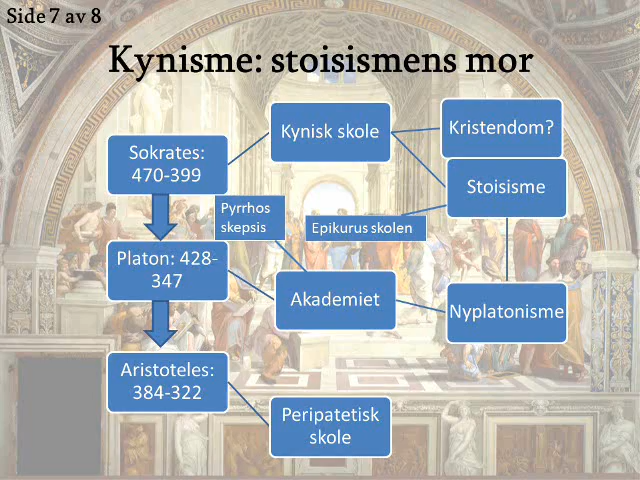 Side 7 av 8
Kynisme: stoisismens mor
Kynisk skole
Kristendom?
Sokrates:
470-399
Stoisisme
Pyrrhos
skepsis
Epikurus skolen
Platon: 428-
347
Akademiet
Nyplatonisme
Aristoteles:
384-322
Peripatetisk
skole